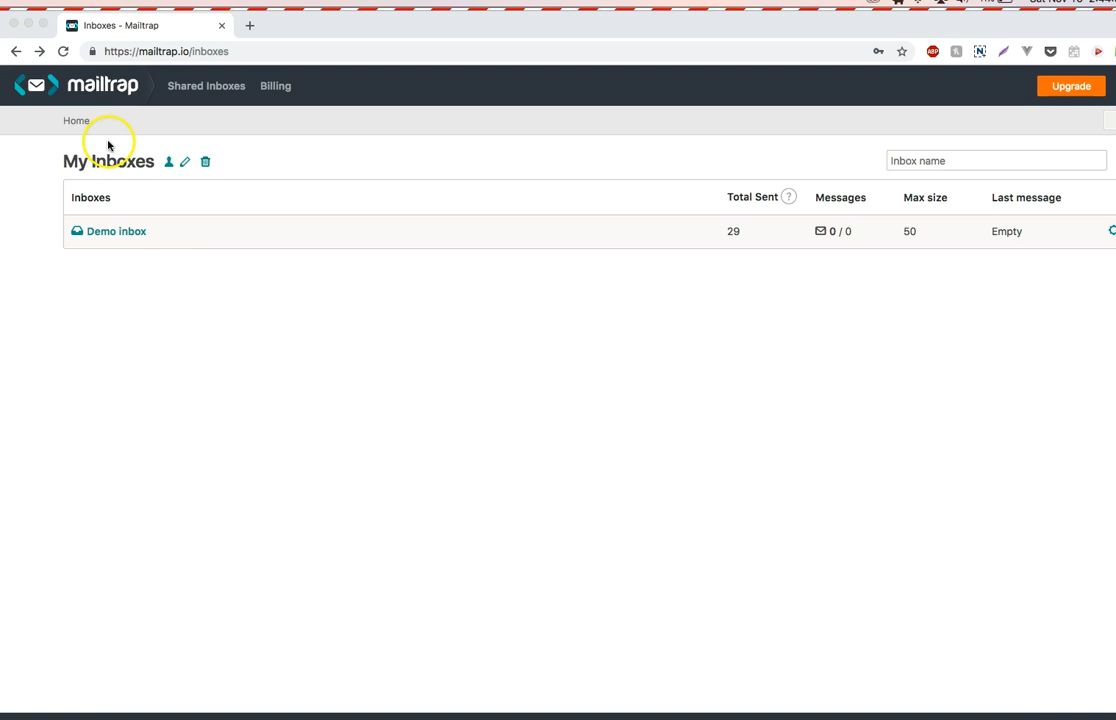 Inboxes - Mailtrap
https://mailtrap.io/inboxes
ABP
N
mailtrap
Shared Inboxes
Billing
Upgrade
Home
My Inboxes
Inbox name
Inboxes
Total Sent ?
Messages
Max size
Last message
Demo inbox
29
0 / 0
50
Empty